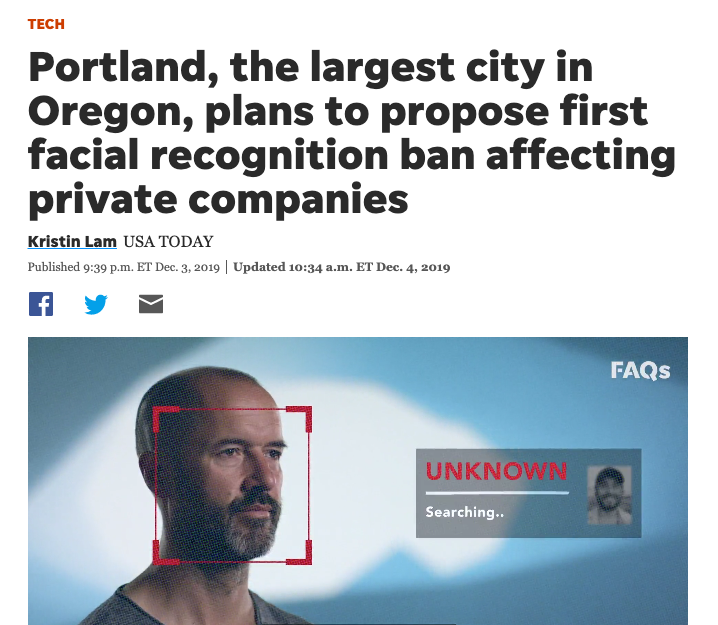 TECH
Portland, the largest city in
Oregon, plans to propose first
facial recognition ban affecting
private companies
Kristin Lam USA TODAY
Published 9:39 p.m. ET Dec. 3, 2019 | Updated 10:34 a.m. ET Dec. 4, 2019
FAQs
UNKNOWN
Searching..